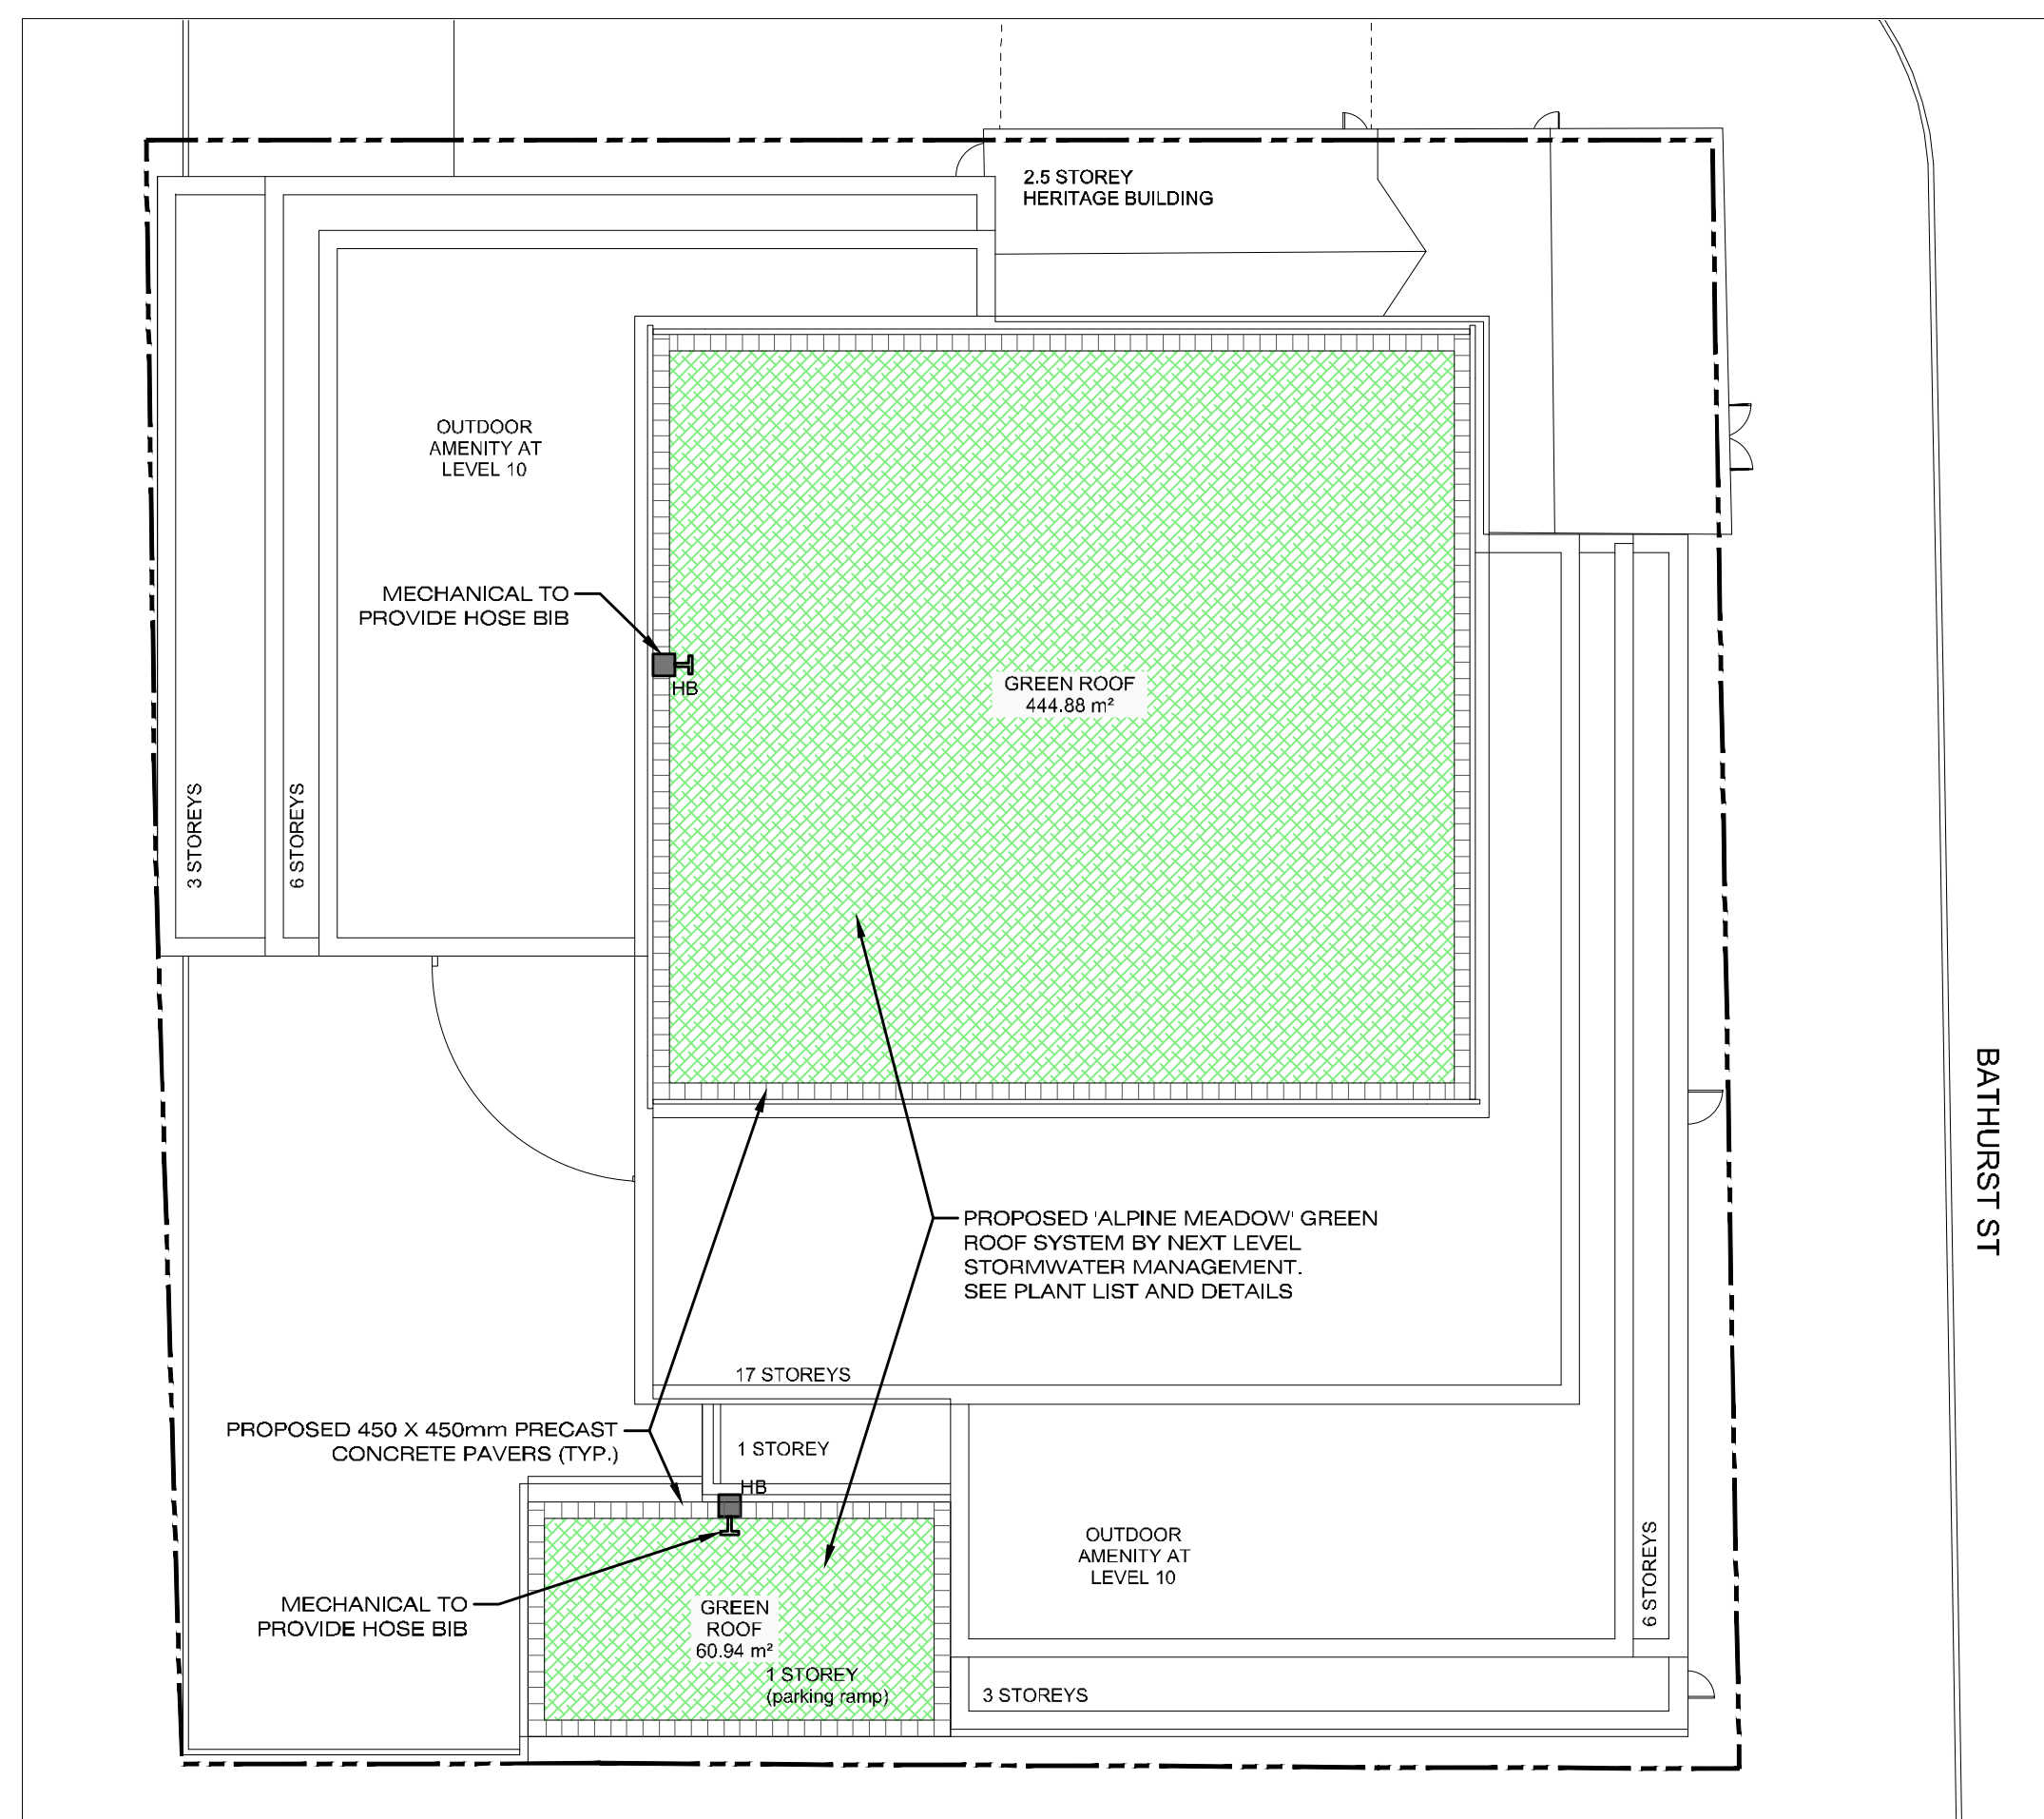 2.5 STOREY
HERITAGE BUILDING
OUTDOOR
AMENITY AT
LEVEL 10
MECHANICAL TO
PROVIDE HOSE BIB
HB
GREEN ROOF
444.88 m²
3 STOREYS
6 STOREYS
BATHURST ST
PROPOSED 'ALPINE MEADOW' GREEN
ROOF SYSTEM BY NEXT LEVEL
STORMWATER MANAGEMENT.
SEE PLANT LIST AND DETAILS
17 STOREYS
PROPOSED 450 X 450mm PRECAST
CONCRETE PAVERS (TYP.)
1 STOREY
HB
OUTDOOR
AMENITY AT
LEVEL 10
6 STOREYS
MECHANICAL TO
PROVIDE HOSE BIB
GREEN
ROOF
60.94 m²
1 STOREY
(parking ramp)
3 STOREYS